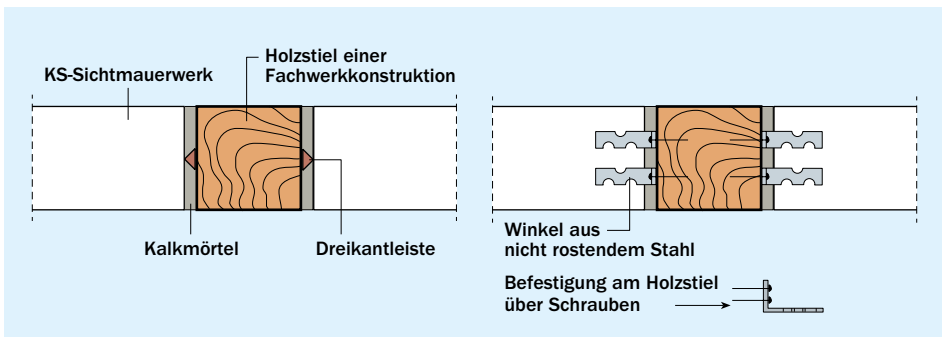 KS-Sichtmauerwerk
Holzstiel einer
Fachwerkkonstruktion
Kalkmörtel
Dreikantleiste
Winkel aus
nicht rostendem Stahl
Befestigung am Holzstiel
über Schrauben